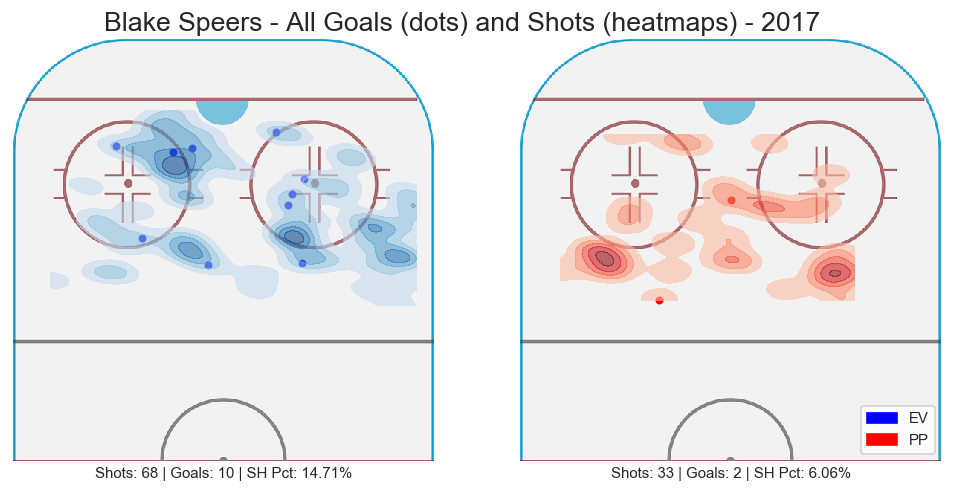 Blake Speers - All Goals (dots) and Shots (heatmaps) - 2017
EV
PP
Shots: 68 | Goals: 10 | SH Pct: 14.71%
Shots: 33 | Goals: 2 | SH Pct: 6.06%